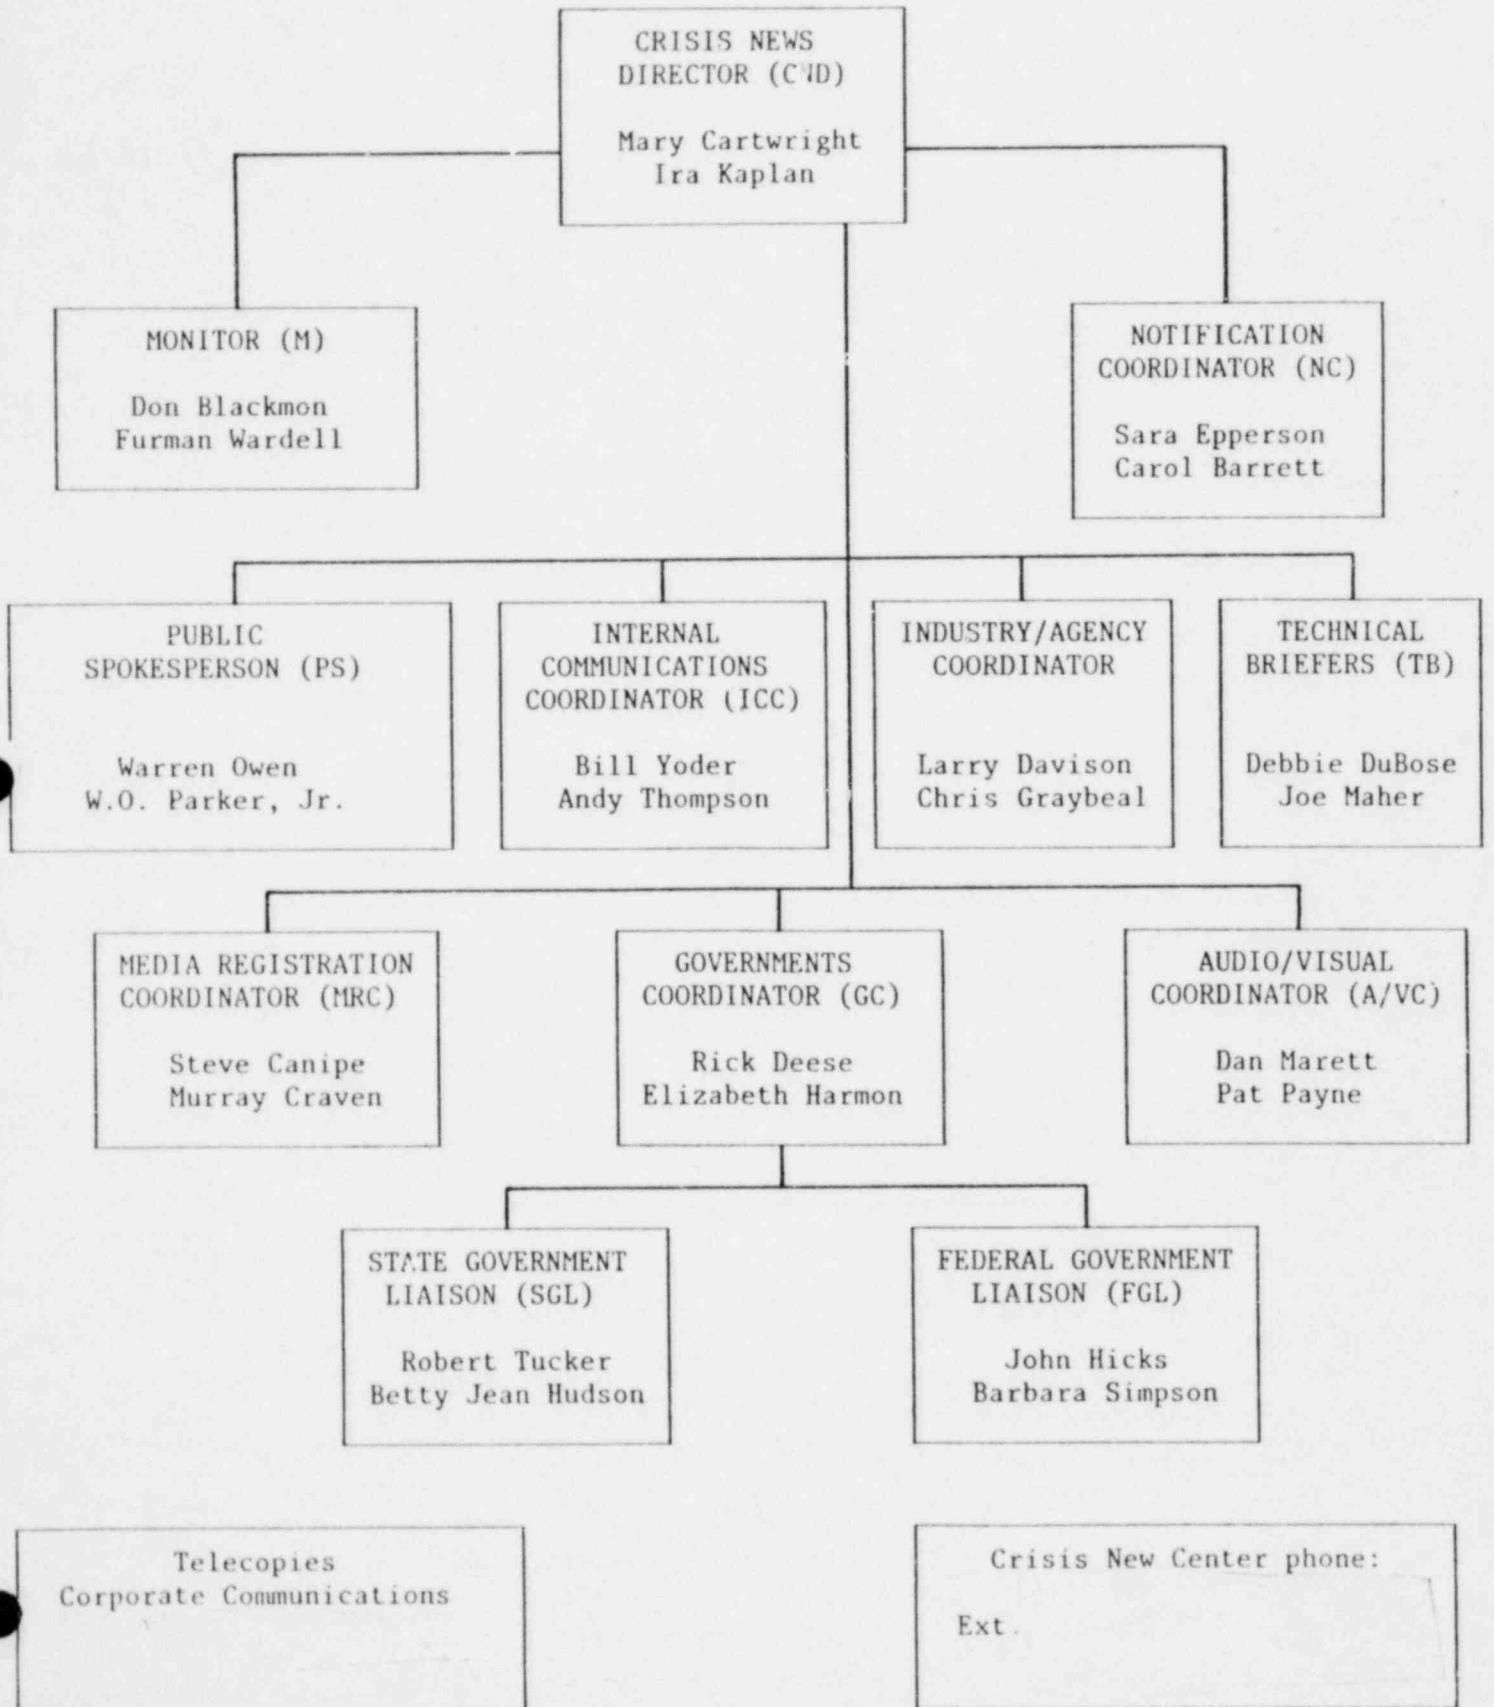 CRISIS NEWS
DIRECTOR (CND)
Mary Cartwright
Ira Kaplan
MONITOR (M)
Don Blackmon
Furman Wardell
NOTIFICATION
COORDINATOR (NC)
Sara Epperson
Carol Barrett
PUBLIC
SPOKESPERSON (PS)
Warren Owen
W.O. Parker, Jr.
INTERNAL
COMMUNICATIONS
COORDINATOR (ICC)
Bill Yoder
Andy Thompson
INDUSTRY/AGENCY
COORDINATOR
Larry Davison
Chris Graybeal
TECHNICAL
BRIEFERS (TB)
Debbie DuBose
Joe Maher
MEDIA REGISTRATION
COORDINATOR (MRC)
Steve Canipe
Murray Craven
GOVERNMENTS
COORDINATOR (GC)
Rick Deese
Elizabeth Harmon
AUDIO/VISUAL
COORDINATOR (A/VC)
Dan Marett
Pat Payne
STATE GOVERNMENT
LIAISON (SGL)
Robert Tucker
Betty Jean Hudson
FEDERAL GOVERNMENT
LIAISON (FGL)
John Hicks
Barbara Simpson
Telecopies
Corporate Communications
Crisis New Center phone:
Ext.